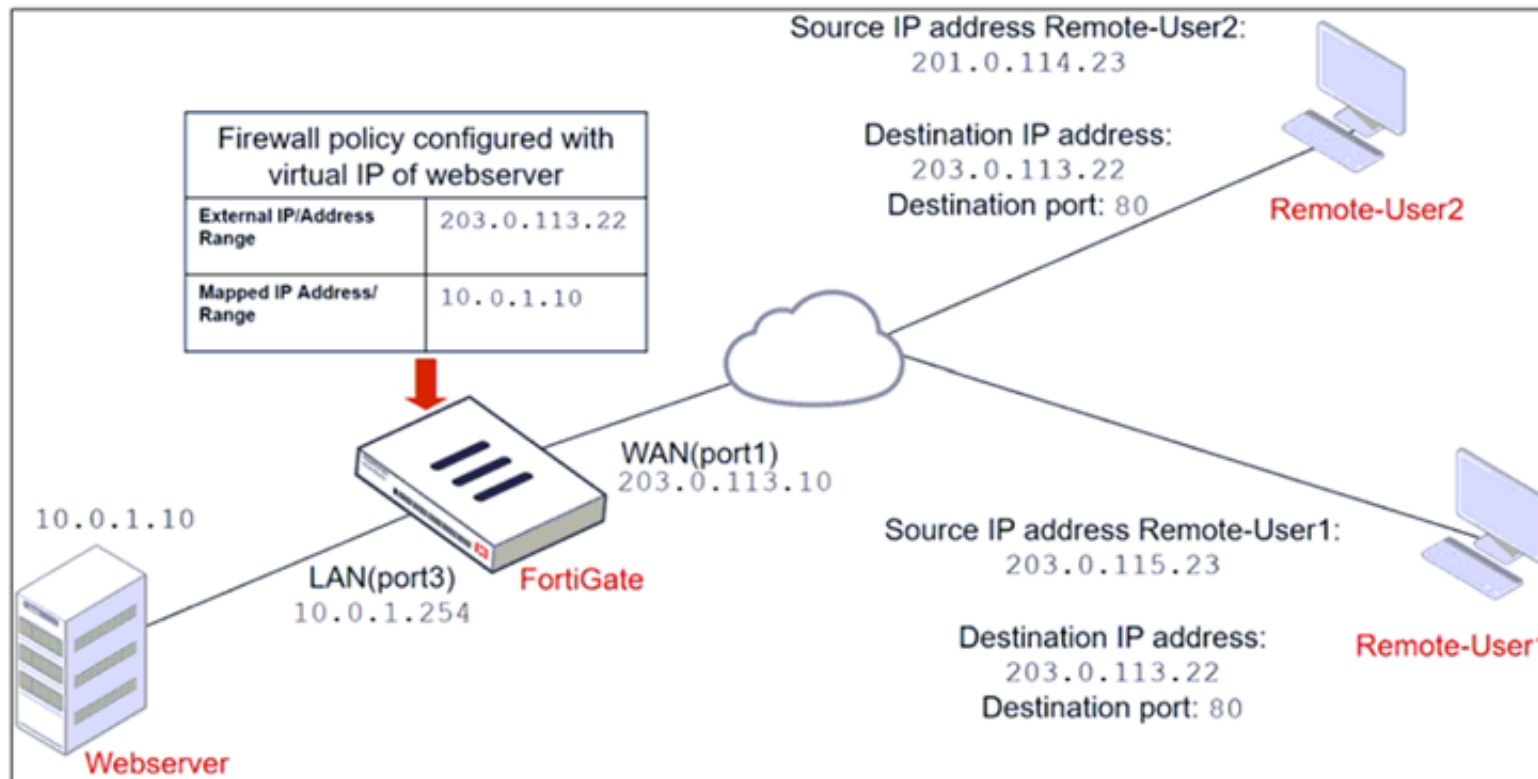 Source IP address Remote-User2:
201.0.114.23
Destination IP address:
203.0.113.22
Destination port: 80
Remote-User2
Firewall policy configured with
virtual IP of webserver
External IP/Address
Range
203.0.113.22
Mapped IP Address/
Range
10.0.1.10
WAN(port1)
203.0.113.10
10.0.1.10
LAN(port3)
10.0.1.254
FortiGate
Webserver
Source IP address Remote-User1:
203.0.115.23
Destination IP address:
203.0.113.22
Destination port: 80
Remote-User1